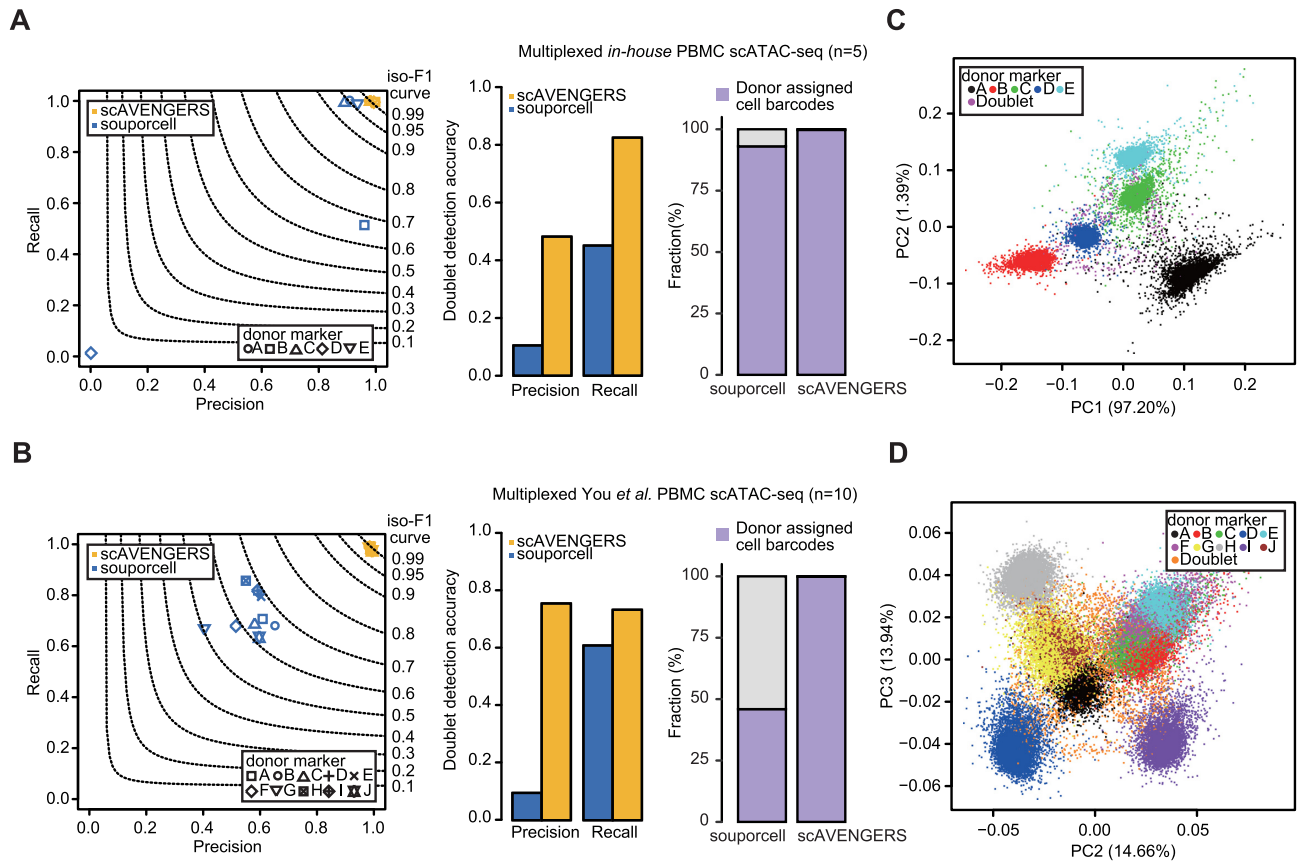 A
Multiplexed in-house PBMC scATAC-seq (n=5)
iso-F1
curve
scAVENGERS
souporcell
1.0
0.8
0.6
0.4
0.2
0.0
Recall
0.99
0.95
0.9
0.8
0.7
0.6
0.5
0.4
0.3
0.2
0.1
donor marker
A B C D E
0.0 0.2 0.4 0.6 0.8 1.0
Precision
scAVENGERS
souporcell
Doublet detection accuracy
1.0
0.8
0.6
0.4
0.2
0.0
Precision Recall
Donor assigned
cell barcodes
Fraction(%)
100
75
50
25
0
souporcell scAVENGERS
C
donor marker
A B C D E
Doublet
PC2 (1.39%)
0.2
0.1
0.0
−0.1
−0.2
−0.2 −0.1 0.0 0.1 0.2
PC1 (97.20%)
B
Multiplexed You et al. PBMC scATAC-seq (n=10)
iso-F1
curve
scAVENGERS
souporcell
1.0
0.8
0.6
0.4
0.2
0.0
Recall
0.99
0.95
0.9
0.8
0.7
0.6
0.5
0.4
0.3
0.2
0.1
donor marker
A B C D E
F G H I J
0.0 0.2 0.4 0.6 0.8 1.0
Precision
scAVENGERS
souporcell
Doublet detection accuracy
1.0
0.8
0.6
0.4
0.2
0.0
Precision Recall
Donor assigned
cell barcodes
Fraction (%)
100
75
50
25
0
souporcell scAVENGERS
D
donor marker
A B C D E
F G H I J
Doublet
PC3 (13.94%)
0.06
0.04
0.02
0.00
−0.02
−0.04
−0.06
−0.05 0.00 0.05
PC2 (14.66%)